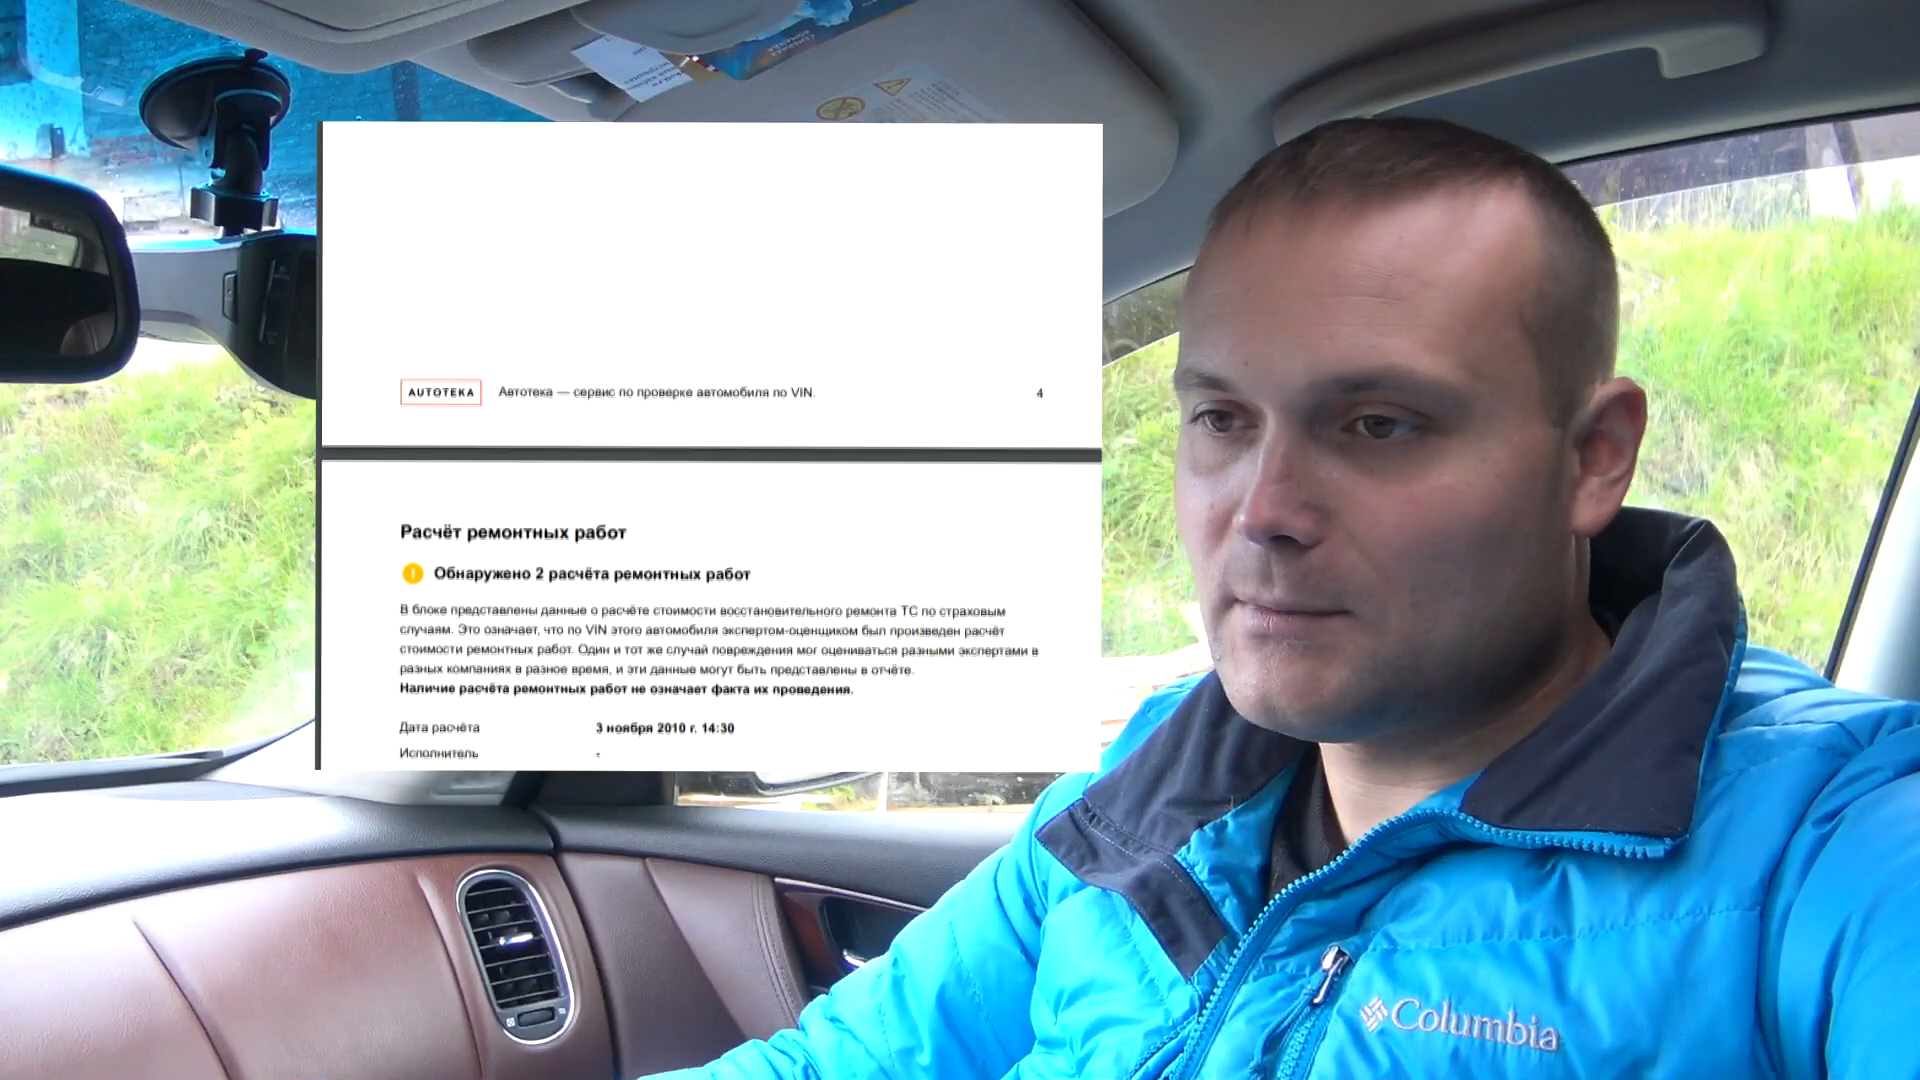 AUTOTEKA Автотека — сервис по проверке автомобиля по VIN. 4
Расчёт ремонтных работ
Обнаружено 2 расчёта ремонтных работ
В блоке представлены данные о расчёте стоимости восстановительного ремонта ТС по страховым
случаям. Это означает, что по VIN этого автомобиля экспертом-оценщиком был произведен расчёт
стоимости ремонтных работ. Один и тот же случай повреждения мог оцениваться разными экспертами в
разных компаниях в разное время, и эти данные могут быть представлены в отчёте.
Наличие расчёта ремонтных работ не означает факта их проведения.
Дата расчёта 3 ноября 2010 г. 14:30
Исполнитель -
Columbia